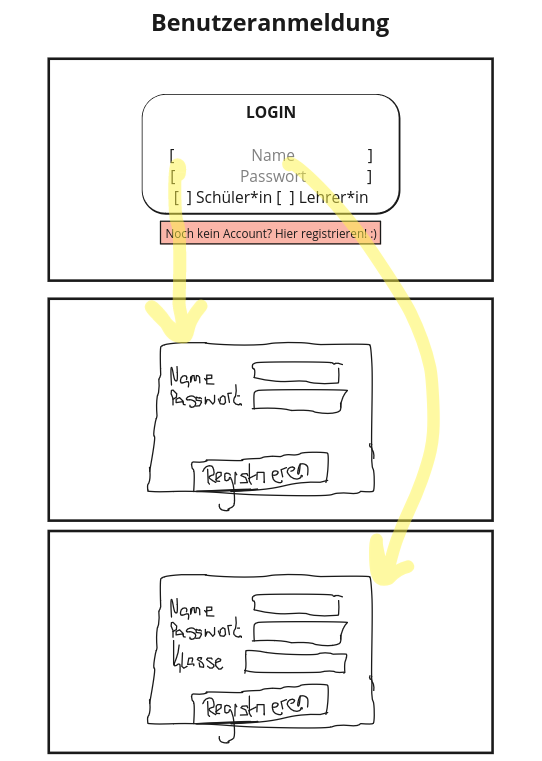 Benutzeranmeldung
LOGIN
[ Name ]
[ Passwort ]
[ ] Schüler*in [ ] Lehrer*in
Noch kein Account? Hier registrieren! :)
Name
Passwort
Registrieren
Name
Passwort
Klasse
Registrieren